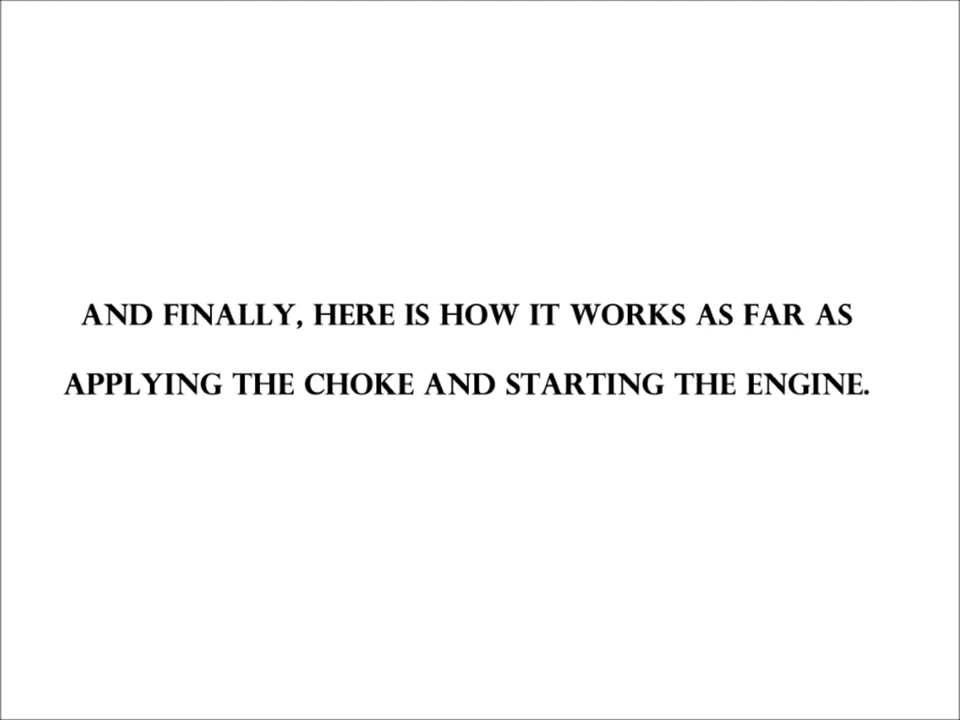 AND FINALLY, HERE IS HOW IT WORKS AS FAR AS
APPLYING THE CHOKE AND STARTING THE ENGINE.